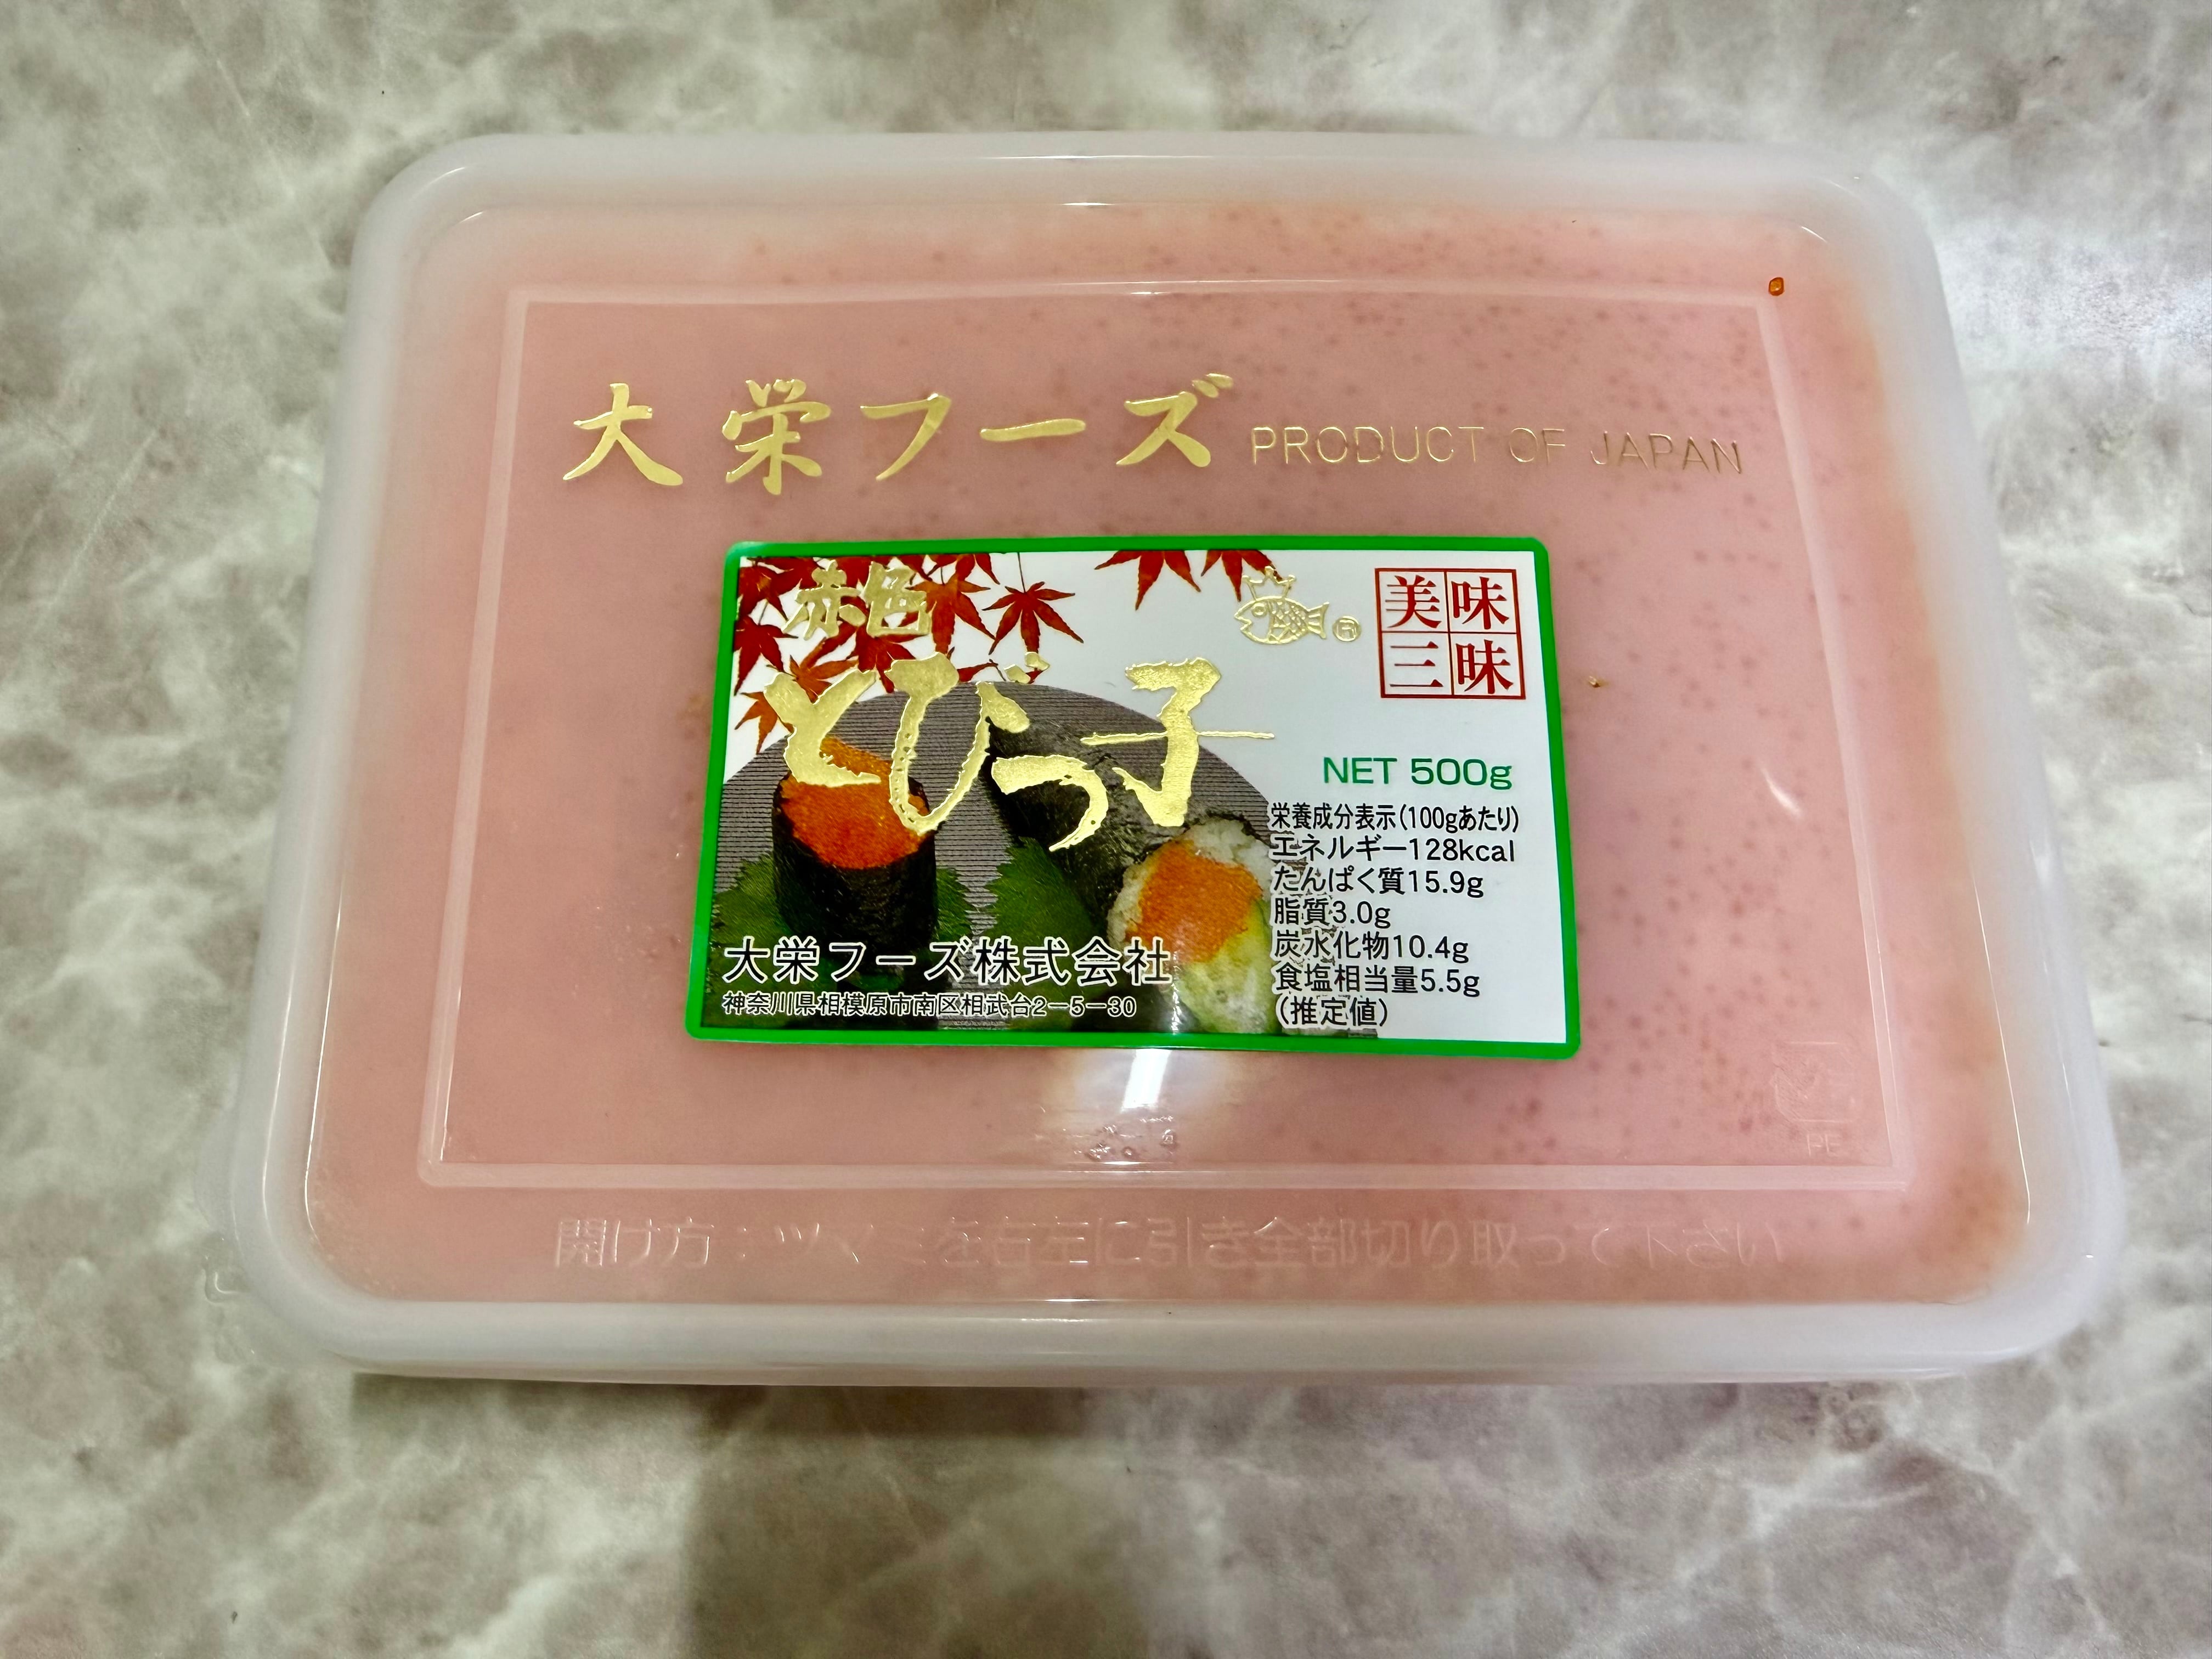 大栄フーズ PRODUCT OF JAPAN
赤色
とびっ子
美味
三昧
NET 500g
栄養成分表示(100gあたり)
エネルギー128kcal
たんぱく質15.9g
脂質3.0g
炭水化物10.4g
食塩相当量5.5g
(推定値)
大栄フーズ株式会社
神奈川県相模原市南区相武台2-5-30
PE
開け方:ツマミを右左に引き全部切り取って下さい